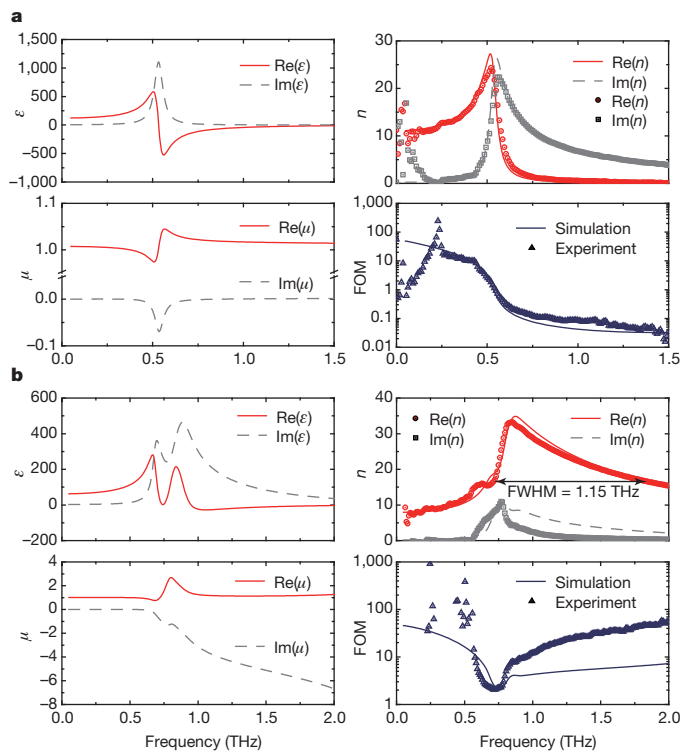 a
1,500
1,000
500
0
−500
−1,000
ε
Re(ε)
Im(ε)
30
20
10
0
n
Re(n)
Im(n)
Re(n)
Im(n)
1.1
1.0
0.0
−0.1
μ
Re(μ)
Im(μ)
0.0 0.5 1.0 1.5
1,000
100
10
1
0.1
0.01
FOM
Simulation
Experiment
0.0 0.5 1.0 1.5
b
600
400
200
0
−200
ε
Re(ε)
Im(ε)
40
30
20
10
0
n
Re(n)
Im(n)
Re(n)
Im(n)
FWHM = 1.15 THz
4
2
0
−2
−4
−6
−8
μ
Re(μ)
Im(μ)
0.0 0.5 1.0 1.5 2.0
Frequency (THz)
1,000
100
10
1
FOM
Simulation
Experiment
0.0 0.5 1.0 1.5 2.0
Frequency (THz)